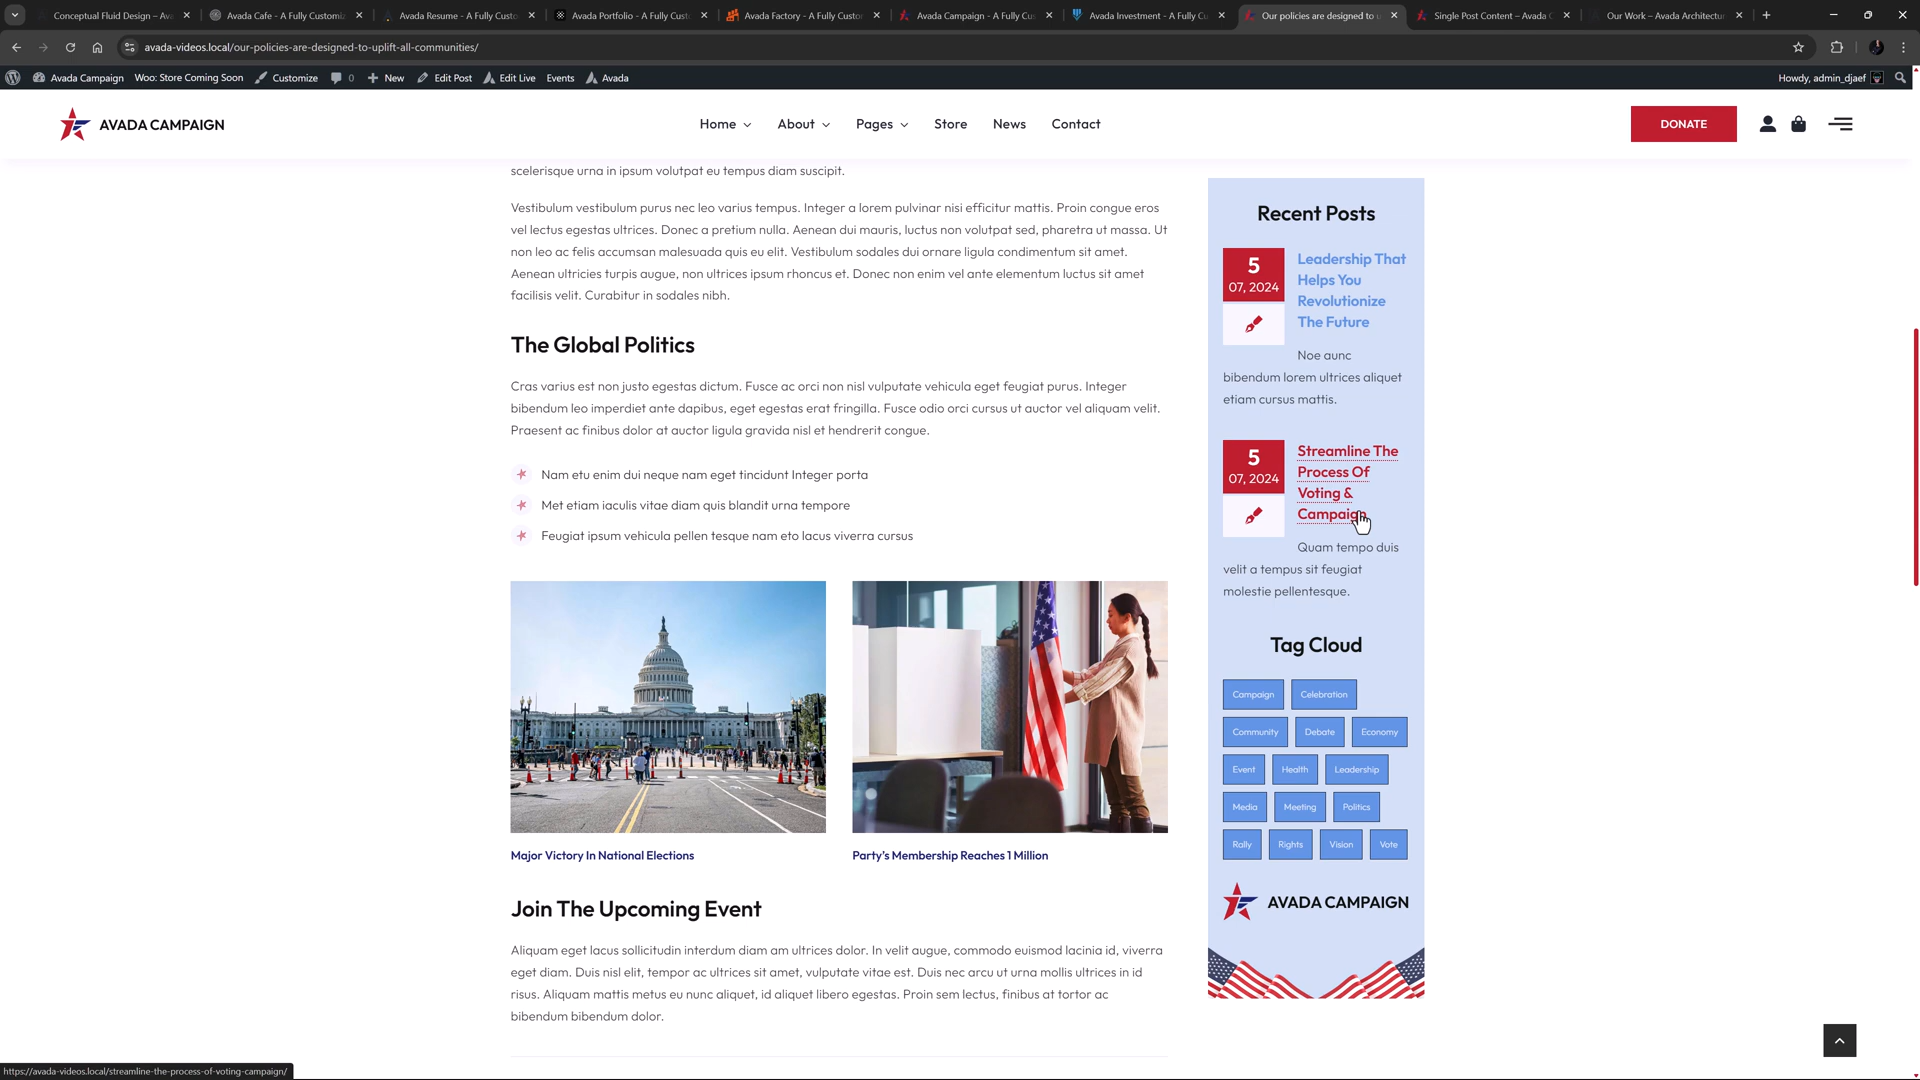 Conceptual Fluid Design – Av
Avada Cafe - A Fully Customiz
Avada Resume - A Fully Custo
Avada Portfolio - A Fully Cust
Avada Factory - A Fully Custor
Avada Campaign - A Fully Cu
Avada Investment - A Fully C
Our policies are designed to u
Single Post Content – Avada C
Our Work – Avada Architectu
avada-videos.local/our-policies-are-designed-to-uplift-all-communities/
Avada Campaign
Woo: Store Coming Soon
Customize
0
New
Edit Post
Edit Live
Events
Avada
Howdy, admin_djaef
AVADA CAMPAIGN
Home
About
Pages
Store
News
Contact
DONATE
scelerisque urna in ipsum volutpat eu tempus diam suscipit.
Vestibulum vestibulum purus nec leo varius tempus. Integer a lorem pulvinar nisi efficitur mattis. Proin congue eros
vel lectus egestas ultrices. Donec a pretium nulla. Aenean dui mauris, luctus non volutpat sed, pharetra ut massa. Ut
non leo ac felis accumsan malesuada quis eu elit. Vestibulum sodales dui ornare ligula condimentum sit amet.
Aenean ultricies turpis augue, non ultrices ipsum rhoncus et. Donec non enim vel ante elementum luctus sit amet
facilisis velit. Curabitur in sodales nibh.
The Global Politics
Cras varius est non justo egestas dictum. Fusce ac orci non nisl vulputate vehicula eget feugiat purus. Integer
bibendum leo imperdiet ante dapibus, eget egestas erat fringilla. Fusce odio orci cursus ut auctor vel aliquam velit.
Praesent ac finibus dolor at auctor ligula gravida nisl et hendrerit congue.
Nam etu enim dui neque nam eget tincidunt Integer porta
Met etiam iaculis vitae diam quis blandit urna tempore
Feugiat ipsum vehicula pellen tesque nam eto lacus viverra cursus
Major Victory In National Elections
Party's Membership Reaches 1 Million
Join The Upcoming Event
Aliquam eget lacus sollicitudin interdum diam am ultrices dolor. In velit augue, commodo euismod lacinia id, viverra
eget diam. Duis nisl elit, tempor ac ultrices sit amet, vulputate vitae est. Duis nec arcu ut urna mollis ultrices in id
risus. Aliquam mattis metus eu nunc aliquet, id aliquet libero egestas. Proin sem lectus, finibus at tortor ac
bibendum bibendum dolor.
Recent Posts
5
07, 2024
Leadership That
Helps You
Revolutionize
The Future
Noe aunc
bibendum lorem ultrices aliquet
etiam cursus mattis.
5
07, 2024
Streamline The
Process Of
Voting &
Campaign
Quam tempo duis
velit a tempus sit feugiat
molestie pellentesque.
Tag Cloud
Campaign
Celebration
Community
Debate
Economy
Event
Health
Leadership
Media
Meeting
Politics
Rally
Rights
Vision
Vote
AVADA CAMPAIGN
https://avada-videos.local/streamline-the-process-of-voting-campaign/